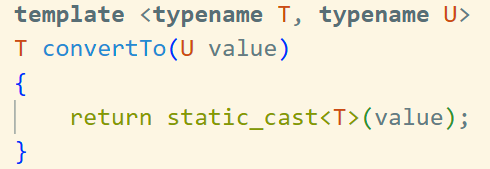 template <typename T, typename U>
T convertTo(U value)
{
    return static_cast<T>(value);
}